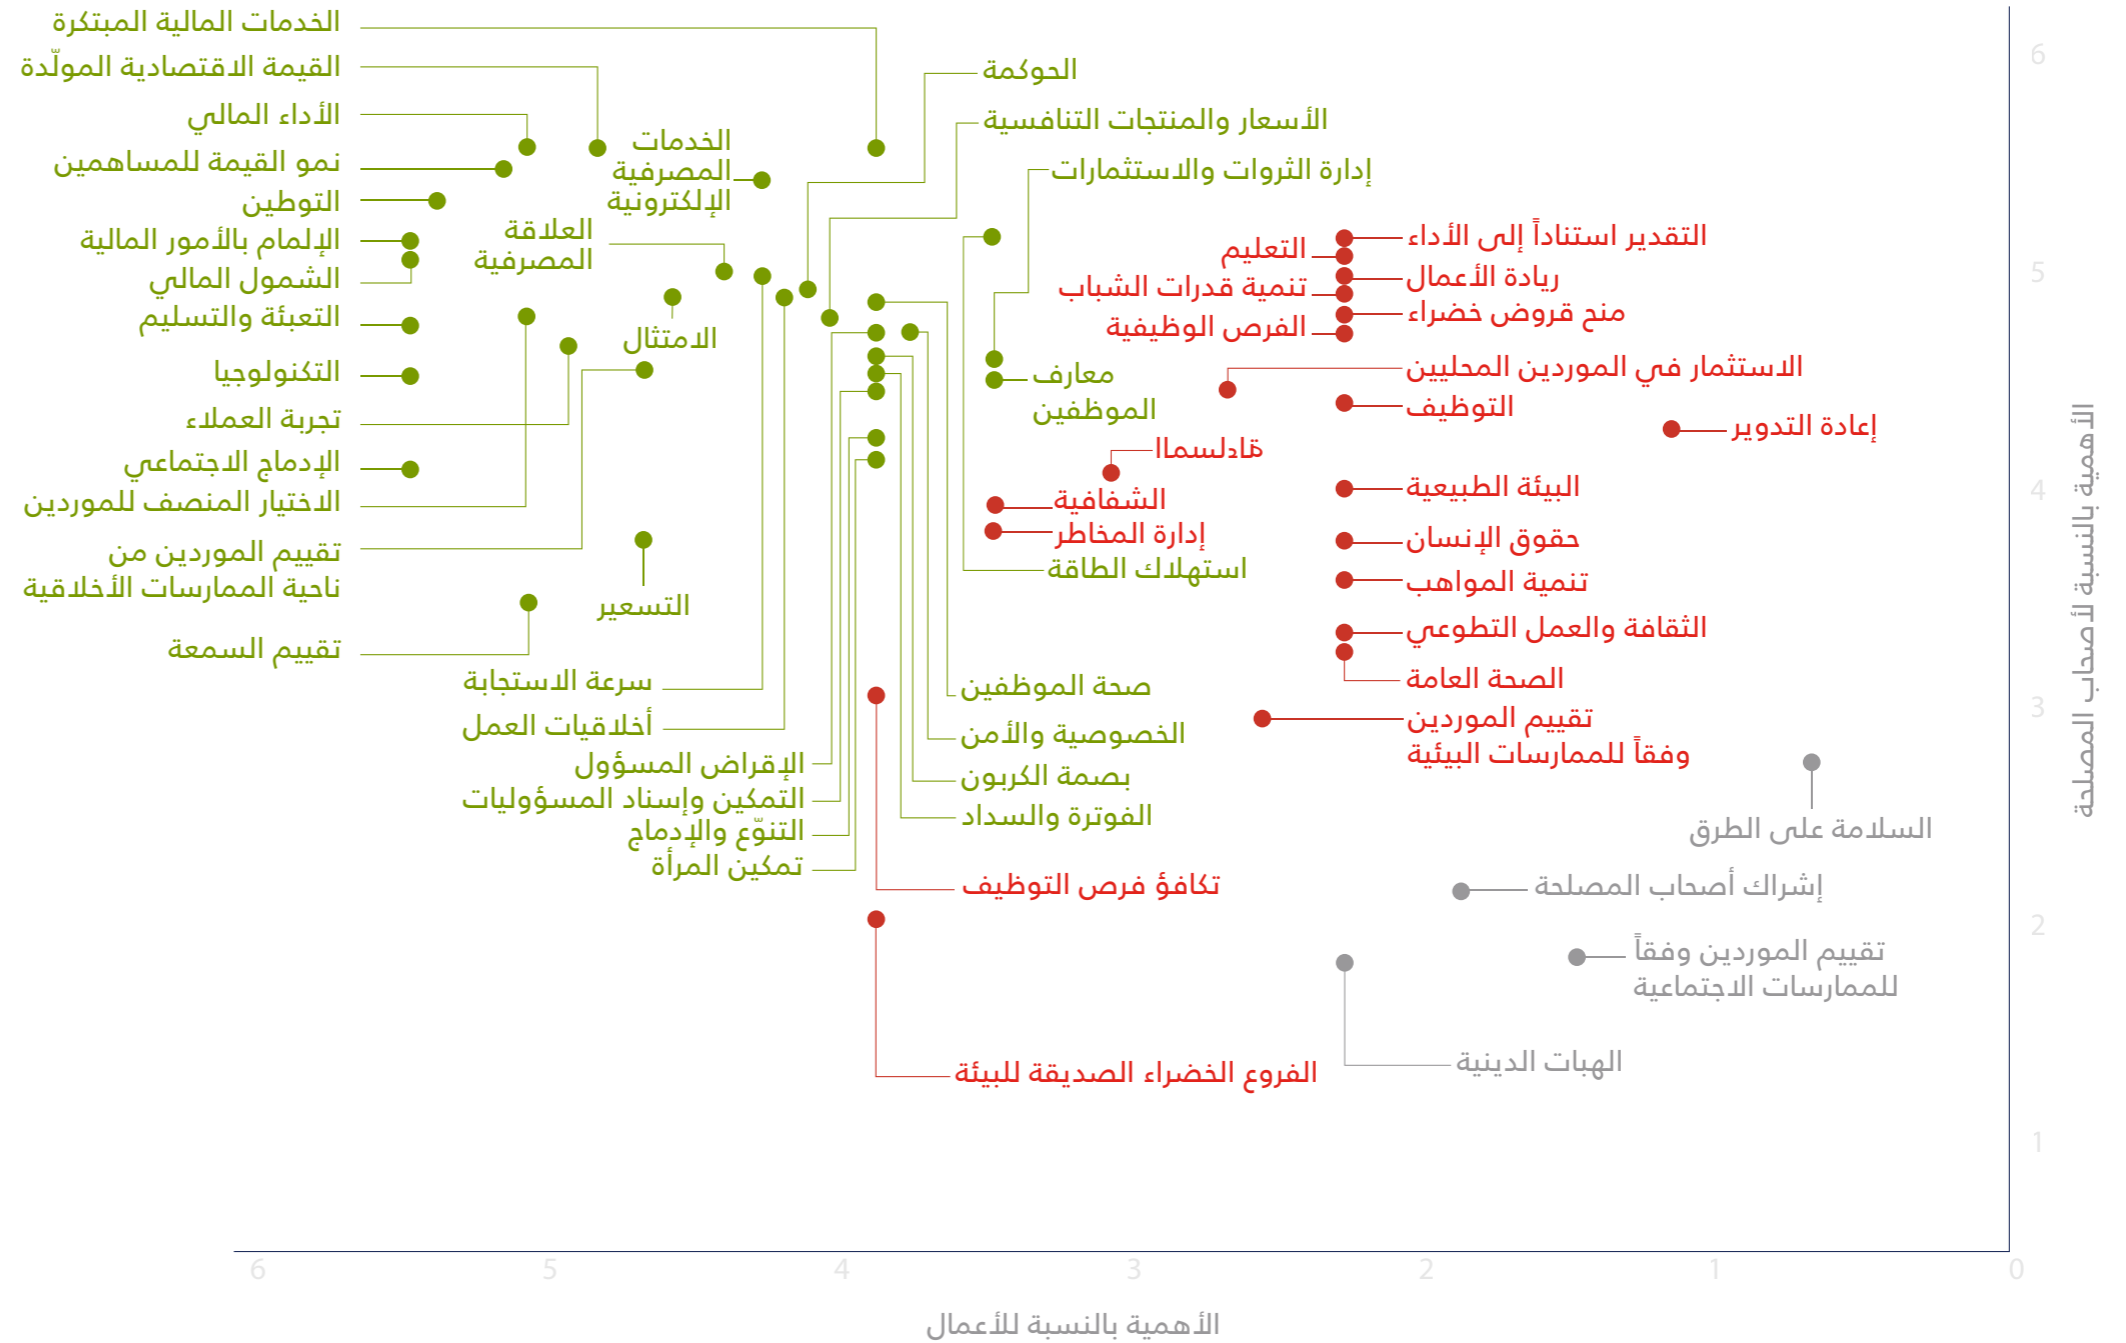 الخدمات المالية المبتكرة
القيمة الاقتصادية المولّدة
الأداء المالي
نمو القيمة للمساهمين
التوطين
الإلمام بالأمور المالية
الشمول المالي
التعبئة والتسليم
التكنولوجيا
تجربة العملاء
الإدماج الاجتماعي
الاختيار المنصف للموردين
تقييم الموردين من
ناحية الممارسات الأخلاقية
تقييم السمعة
الخدمات
المصرفية
الإلكترونية
العلاقة
المصرفية
الامتثال
التسعير
سرعة الاستجابة
أخلاقيات العمل
الإقراض المسؤول
التمكين وإسناد المسؤوليات
التنوّع والإدماج
تمكين المرأة
الحوكمة
الأسعار والمنتجات التنافسية
إدارة الثروات والاستثمارات
معارف
الموظفين
ةاءلسماا
الشفافية
إدارة المخاطر
استهلاك الطاقة
صحة الموظفين
الخصوصية والأمن
بصمة الكربون
الفوترة والسداد
تكافؤ فرص التوظيف
الفروع الخضراء الصديقة للبيئة
التعليم
تنمية قدرات الشباب
الفرص الوظيفية
التقدير استناداً إلى الأداء
ريادة الأعمال
منح قروض خضراء
الاستثمار في الموردين المحليين
التوظيف
إعادة التدوير
البيئة الطبيعية
حقوق الإنسان
تنمية المواهب
الثقافة والعمل التطوعي
الصحة العامة
تقييم الموردين
وفقاً للممارسات البيئية
السلامة على الطرق
إشراك أصحاب المصلحة
تقييم الموردين وفقاً
للممارسات الاجتماعية
الهبات الدينية
6
5
4
3
2
1
الأهمية بالنسبة لأصحاب المصلحة
0
1
2
3
4
5
6
الأهمية بالنسبة للأعمال